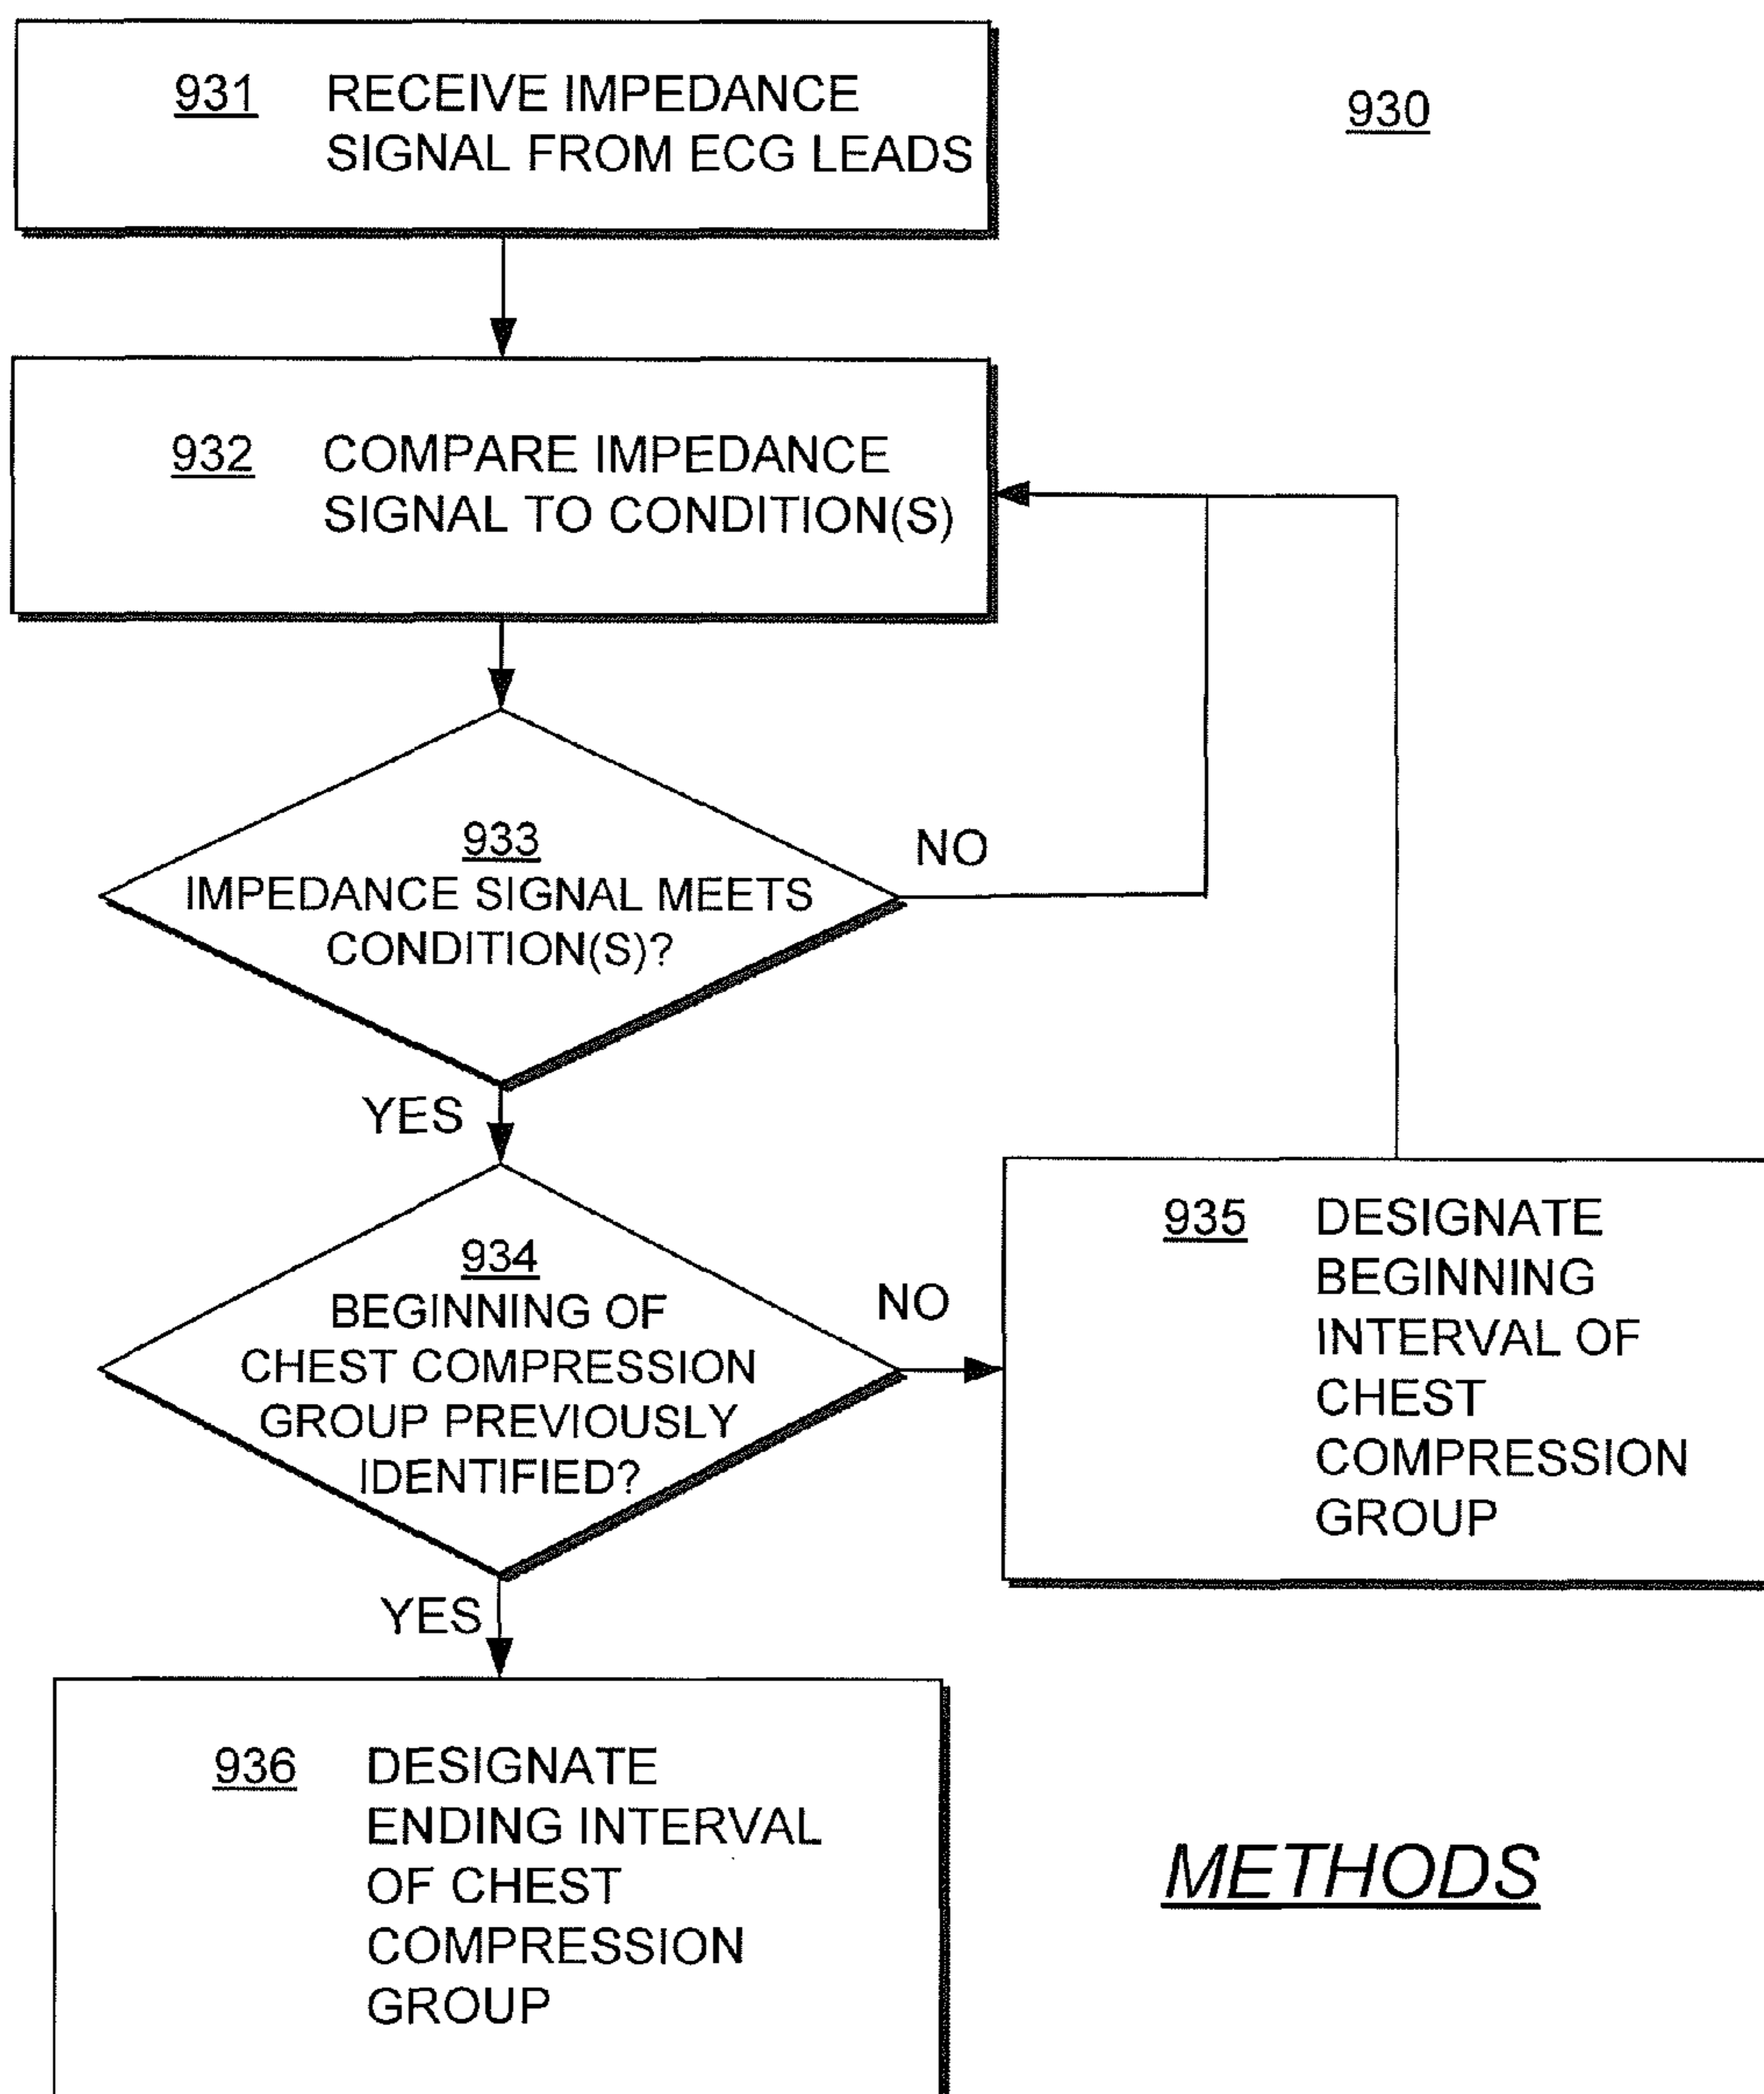 931 RECEIVE IMPEDANCE
SIGNAL FROM ECG LEADS
930
932 COMPARE IMPEDANCE
SIGNAL TO CONDITION(S)
933
IMPEDANCE SIGNAL MEETS
CONDITION(S)?
NO
YES
934
BEGINNING OF
CHEST COMPRESSION
GROUP PREVIOUSLY
IDENTIFIED?
NO
935 DESIGNATE
BEGINNING
INTERVAL OF
CHEST
COMPRESSION
GROUP
YES
936 DESIGNATE
ENDING INTERVAL
OF CHEST
COMPRESSION
GROUP
METHODS